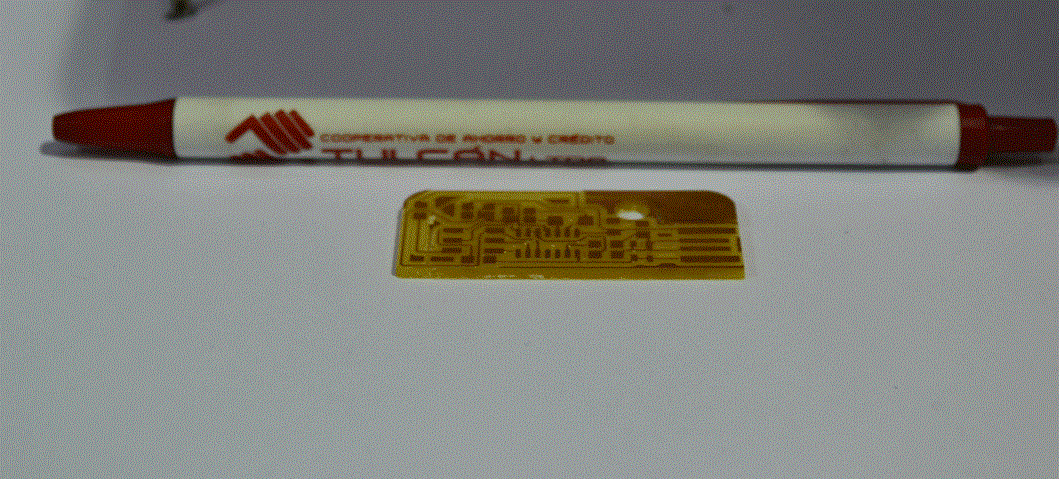 COOPERATIVA DE AHORRO Y CRÉDITO
TULCÁN